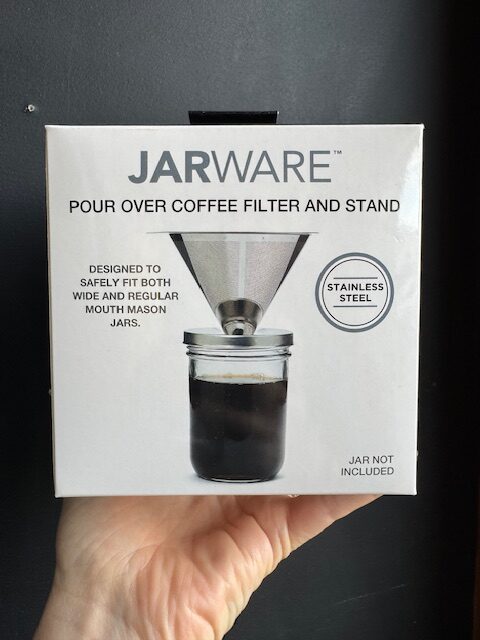 JARWARE™
POUR OVER COFFEE FILTER AND STAND
DESIGNED TO
SAFELY FIT BOTH
WIDE AND REGULAR
MOUTH MASON
JARS.
STAINLESS
STEEL
JAR NOT
INCLUDED